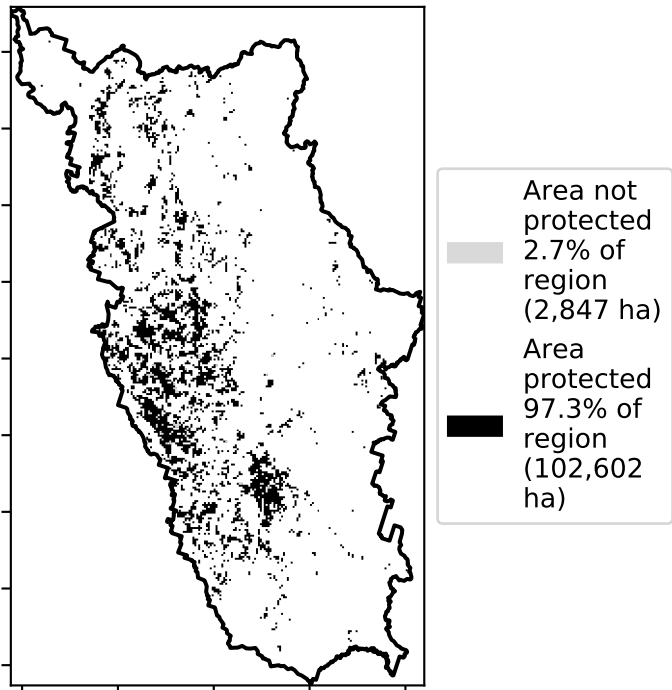 Area not
protected
2.7% of
region
(2,847 ha)
Area
protected
97.3% of
region
(102,602
ha)